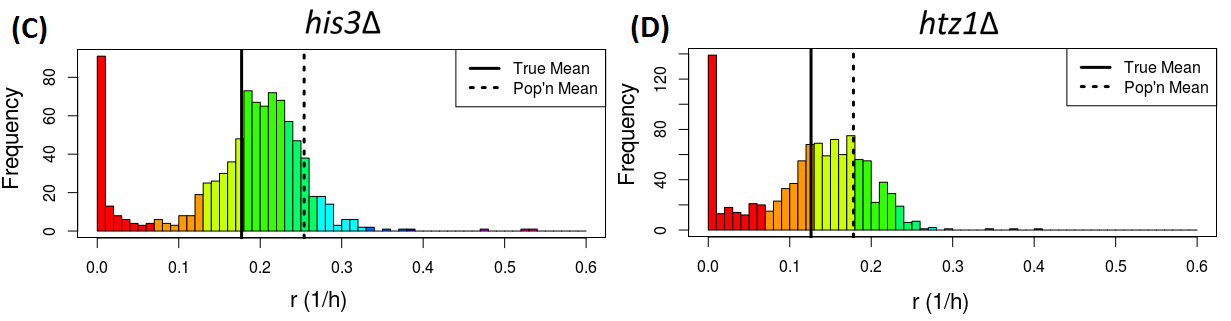 (C)
his3Δ
Frequency
0
20
40
60
80
True Mean
Pop'n Mean
0.0 0.1 0.2 0.3 0.4 0.5 0.6
r (1/h)
(D)
htz1Δ
Frequency
0
40
80
120
True Mean
Pop'n Mean
0.0 0.1 0.2 0.3 0.4 0.5 0.6
r (1/h)